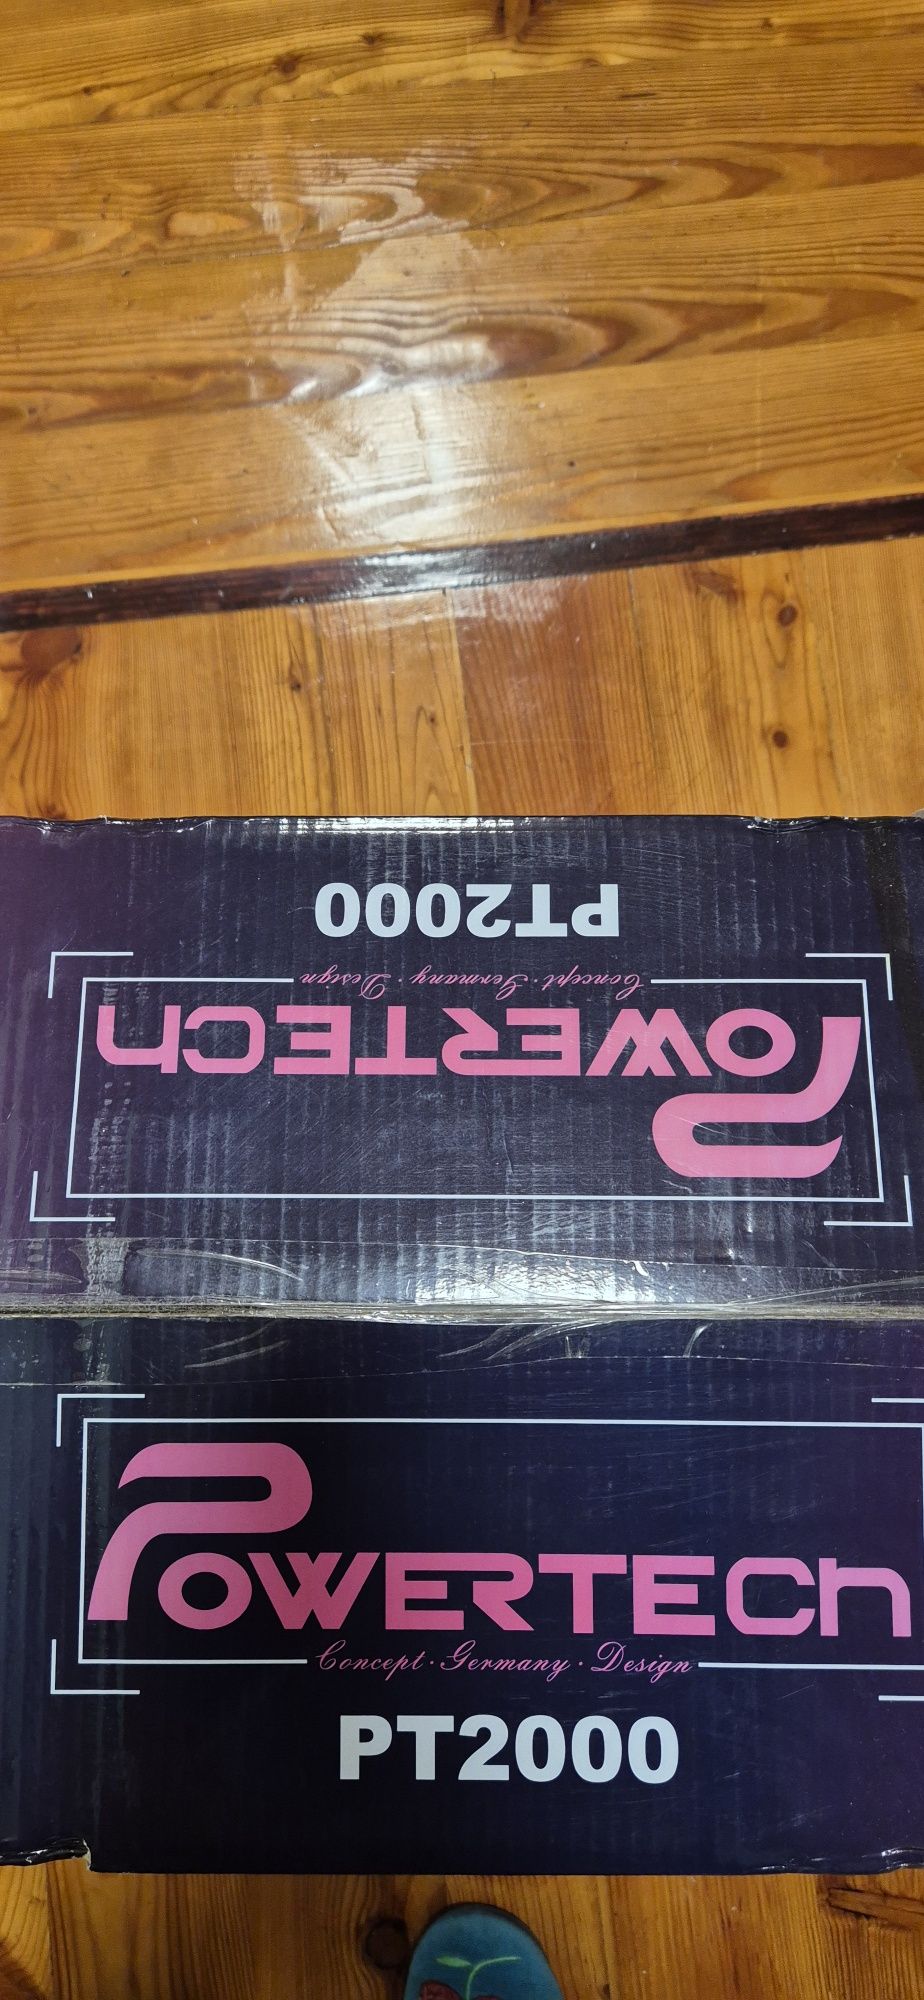 PT2000
Concept · Germany · Design
POWERTECh
POWERTECh
Concept · Germany · Design
PT2000